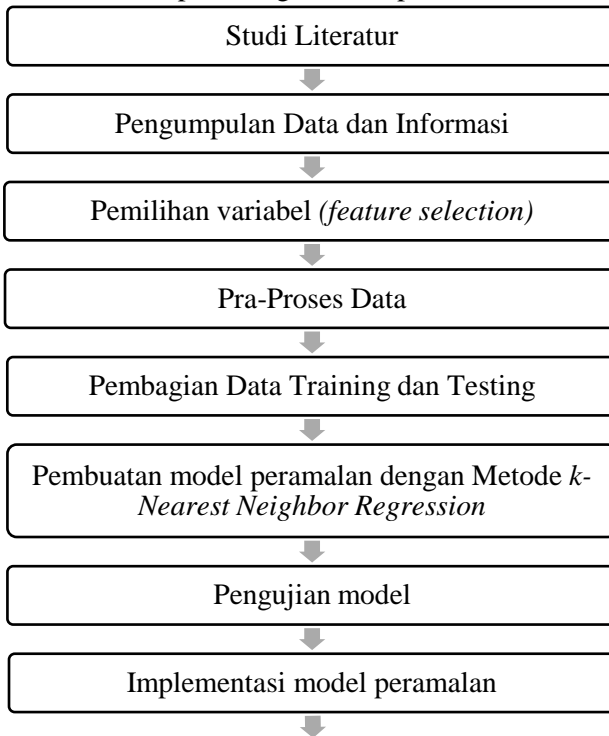 Studi Literatur
Pengumpulan Data dan Informasi
Pemilihan variabel (feature selection)
Pra-Proses Data
Pembagian Data Training dan Testing
Pembuatan model peramalan dengan Metode k-
Nearest Neighbor Regression
Pengujian model
Implementasi model peramalan